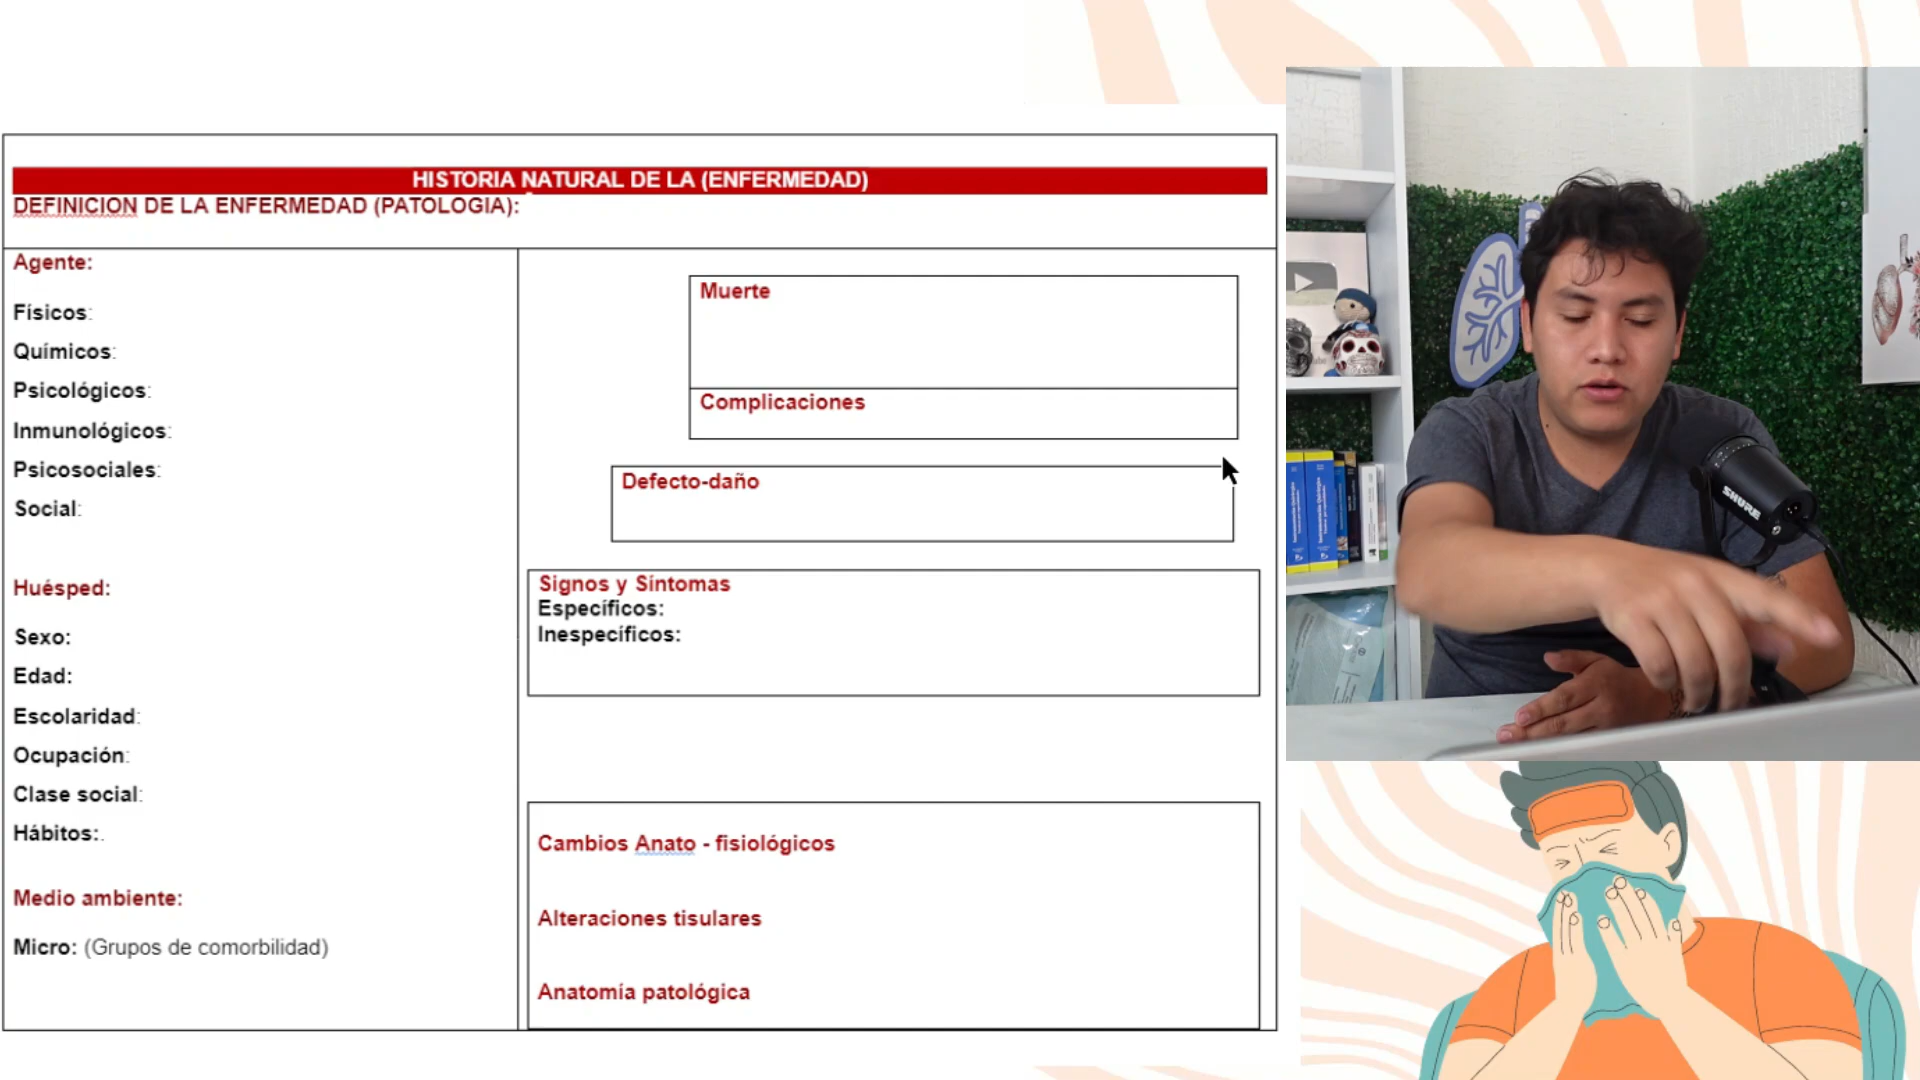 HISTORIA NATURAL DE LA (ENFERMEDAD)
DEFINICION DE LA ENFERMEDAD (PATOLOGIA):
Agente:
Físicos:
Químicos:
Psicológicos:
Inmunológicos:
Psicosociales:
Social:
Huésped:
Sexo:
Edad:
Escolaridad:
Ocupación:
Clase social:
Hábitos:.
Medio ambiente:
Micro: (Grupos de comorbilidad)
Muerte
Complicaciones
Defecto-daño
Signos y Síntomas
Específicos:
Inespecíficos:
Cambios Anato - fisiológicos
Alteraciones tisulares
Anatomía patológica
SHURE